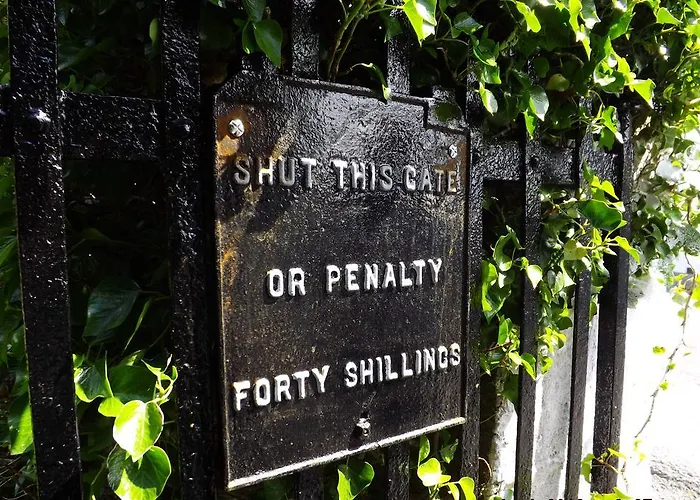 SHUT THIS GATE
OR PENALTY
FORTY SHILLINGS